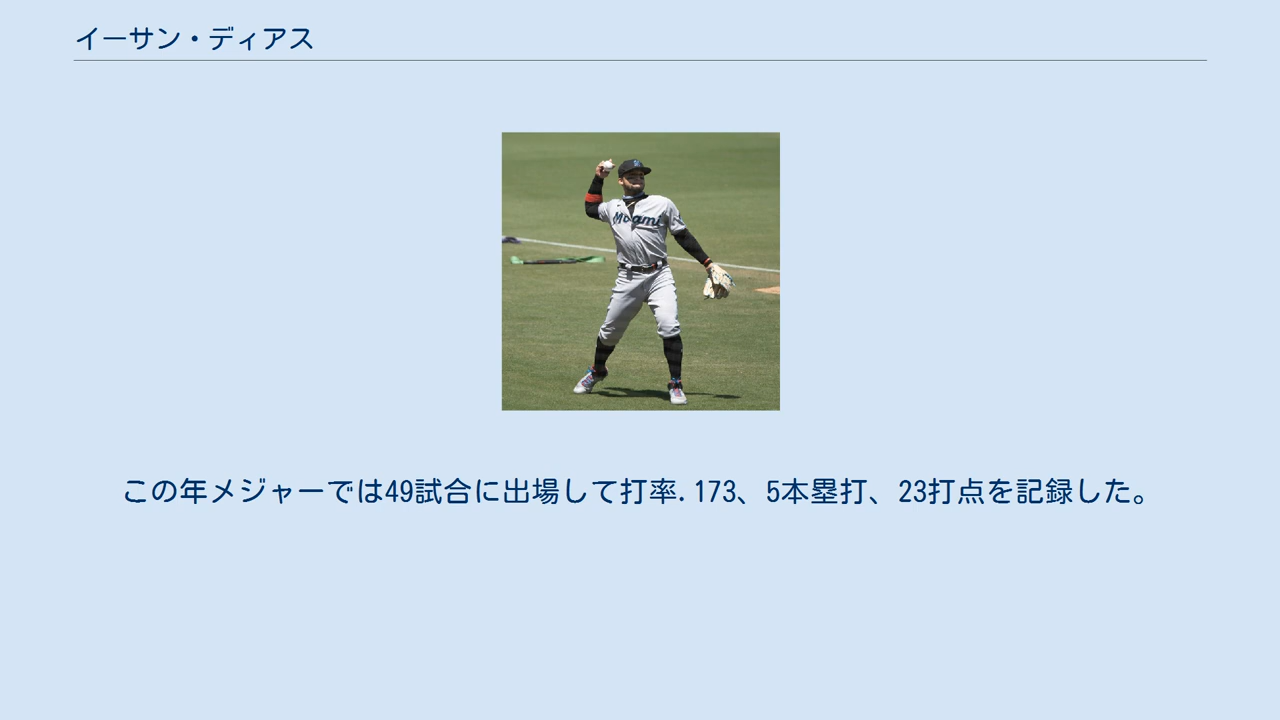 イーサン・ディアス
Miami
この年メジャーでは49試合に出場して打率.173、5本塁打、23打点を記録した。